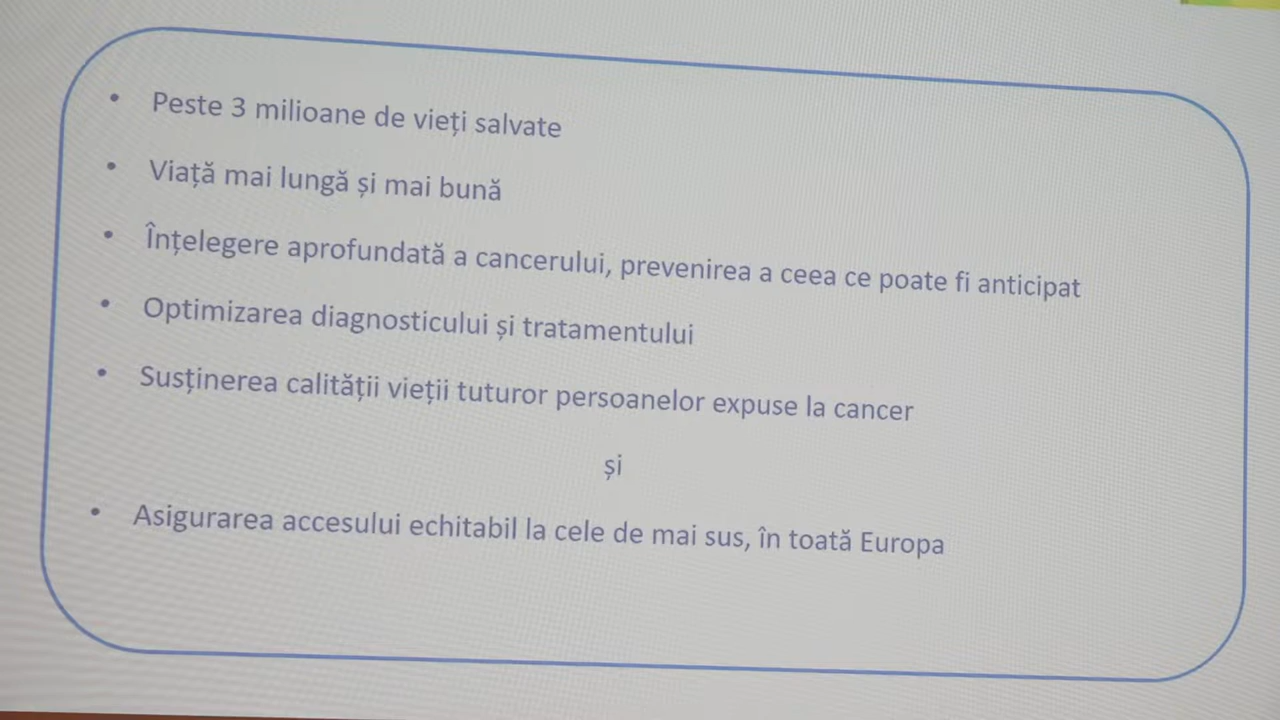 • Peste 3 milioane de vieți salvate
• Viață mai lungă și mai bună
• Înțelegere aprofundată a cancerului, prevenirea a ceea ce poate fi anticipat
• Optimizarea diagnosticului și tratamentului
• Susținerea calității vieții tuturor persoanelor expuse la cancer
și
• Asigurarea accesului echitabil la cele de mai sus, în toată Europa